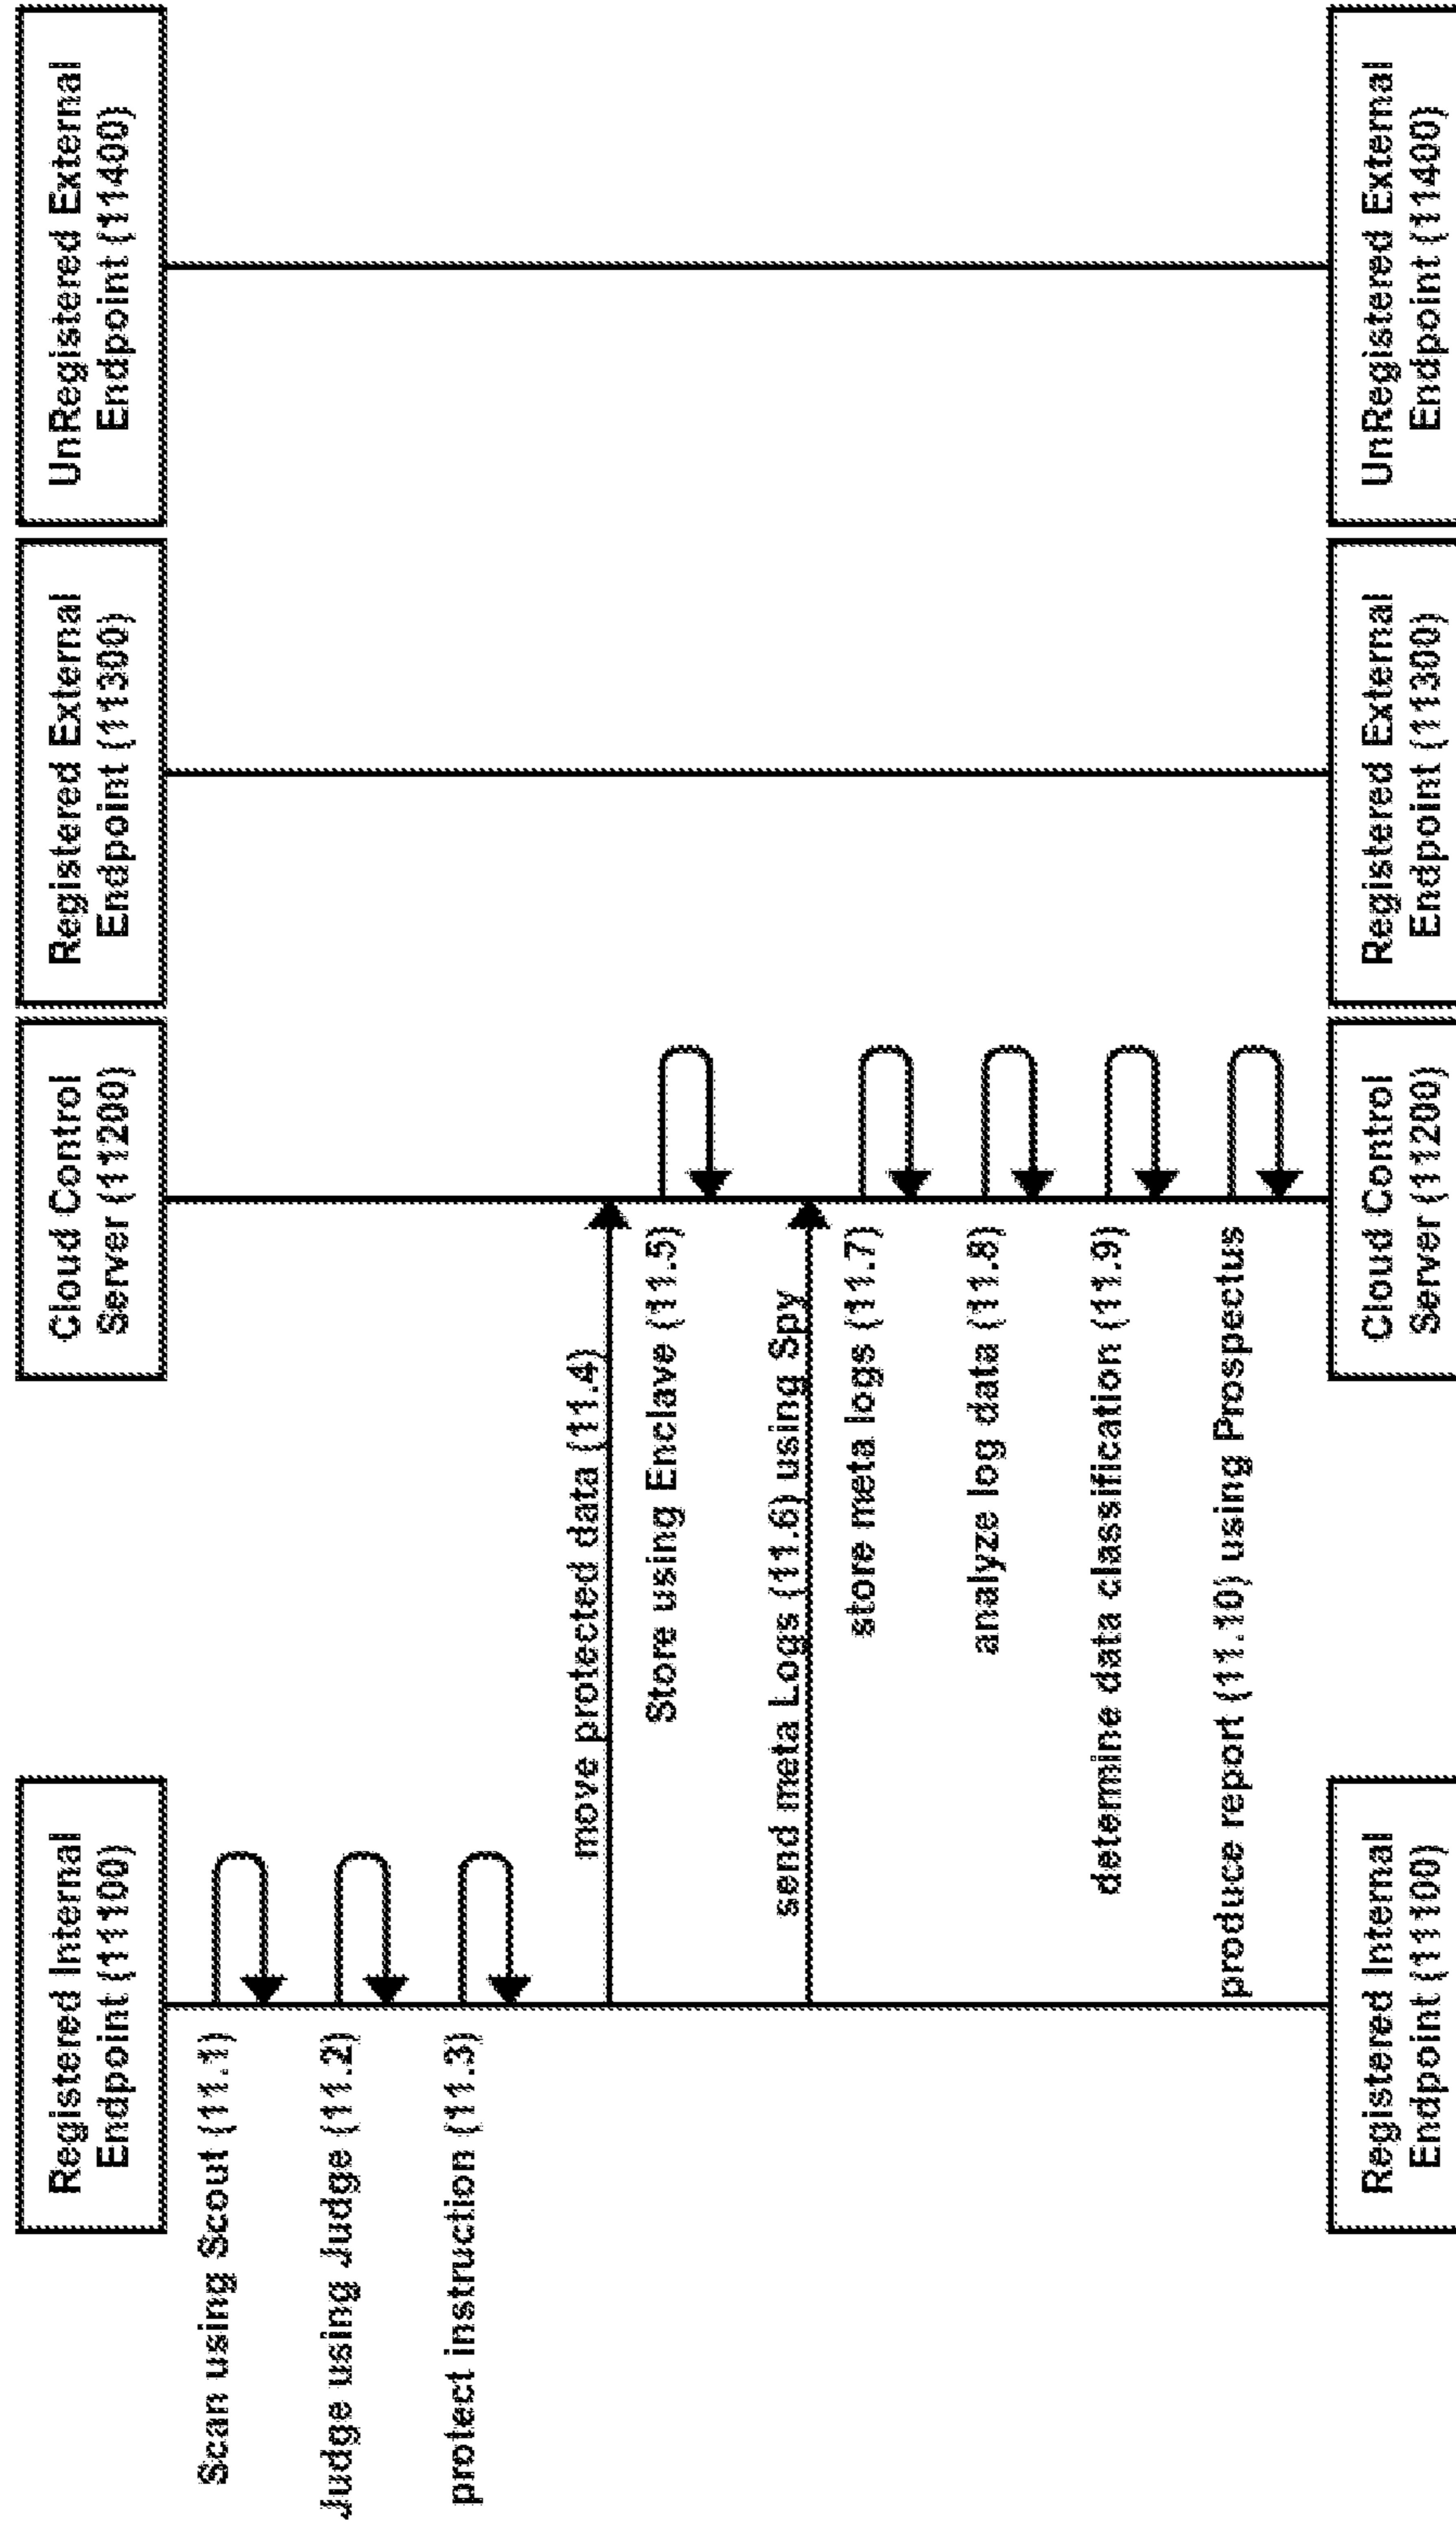 Registered Internal
Endpoint (11100)
Cloud Control
Server (11200)
Registered External
Endpoint (11300)
UnRegistered External
Endpoint (11400)
Scan using Scout (11.1)
Judge using Judge (11.2)
protect instruction (11.3)
move protected data (11.4)
Store using Enclave (11.5)
send meta Logs (11.6) using Spy
store meta logs (11.7)
analyze log data (11.8)
determine data classification (11.9)
produce report (11.10) using Prospectus
Registered Internal
Endpoint (11100)
Cloud Control
Server (11200)
Registered External
Endpoint (11300)
UnRegistered External
Endpoint (11400)